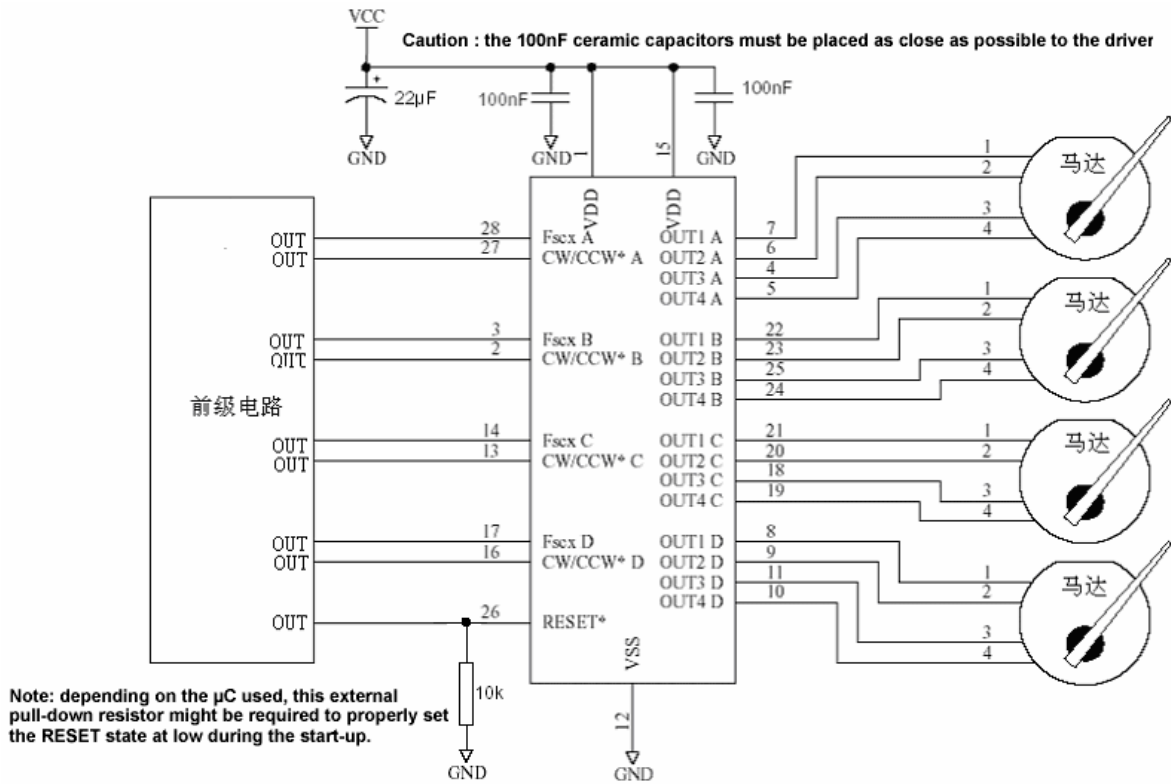 VCC
Caution : the 100nF ceramic capacitors must be placed as close as possible to the driver
+
22µF
100nF
100nF
GND
GND
GND
1
15
VDD
VDD
前级电路
OUT
OUT
OUT
OUT
OUT
OUT
OUT
OUT
OUT
28
27
3
2
14
13
17
16
26
Fscx A
CW/CCW* A
Fscx B
CW/CCW* B
Fscx C
CW/CCW* C
Fscx D
CW/CCW* D
RESET*
OUT1 A
OUT2 A
OUT3 A
OUT4 A
OUT1 B
OUT2 B
OUT3 B
OUT4 B
OUT1 C
OUT2 C
OUT3 C
OUT4 C
OUT1 D
OUT2 D
OUT3 D
OUT4 D
7
6
4
5
22
23
25
24
21
20
18
19
8
9
11
10
1
2
3
4
马达
1
2
3
4
马达
1
2
3
4
马达
1
2
3
4
马达
VSS
12
GND
10k
GND
Note: depending on the µC used, this external
pull-down resistor might be required to properly set
the RESET state at low during the start-up.